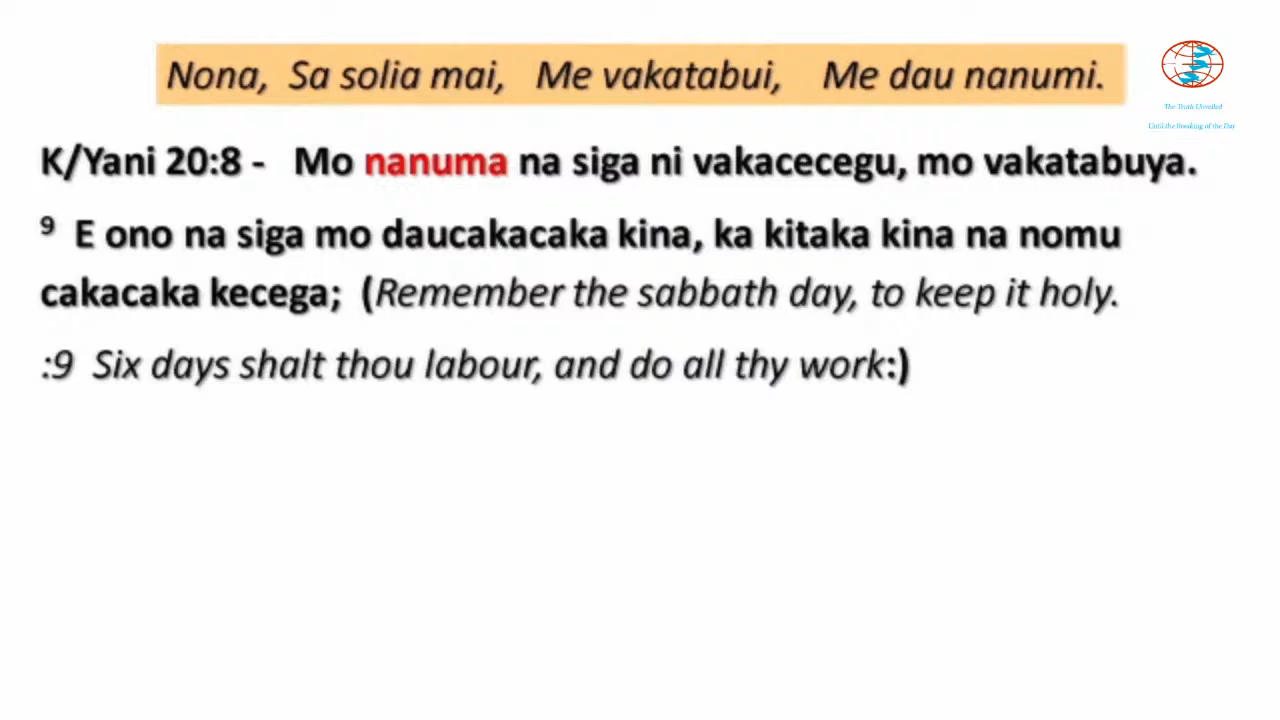 Nona, Sa solia mai, Me vakatabui, Me dau nanumi.
The Truth Unveiled
Until the Breaking of the Day
K/Yani 20:8 - Mo nanuma na siga ni vakacecegu, mo vakatabuya.
9 E ono na siga mo daucakacaka kina, ka kitaka kina na nomu
cakacaka kecega; (Remember the sabbath day, to keep it holy.
:9 Six days shalt thou labour, and do all thy work:)